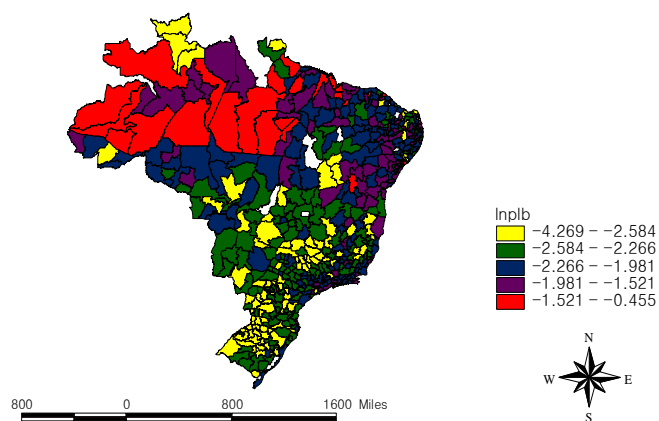 lnplb
-4.269 - -2.584
-2.584 - -2.266
-2.266 - -1.981
-1.981 - -1.521
-1.521 - -0.455
N
W E
S
800 0 800 1600 Miles